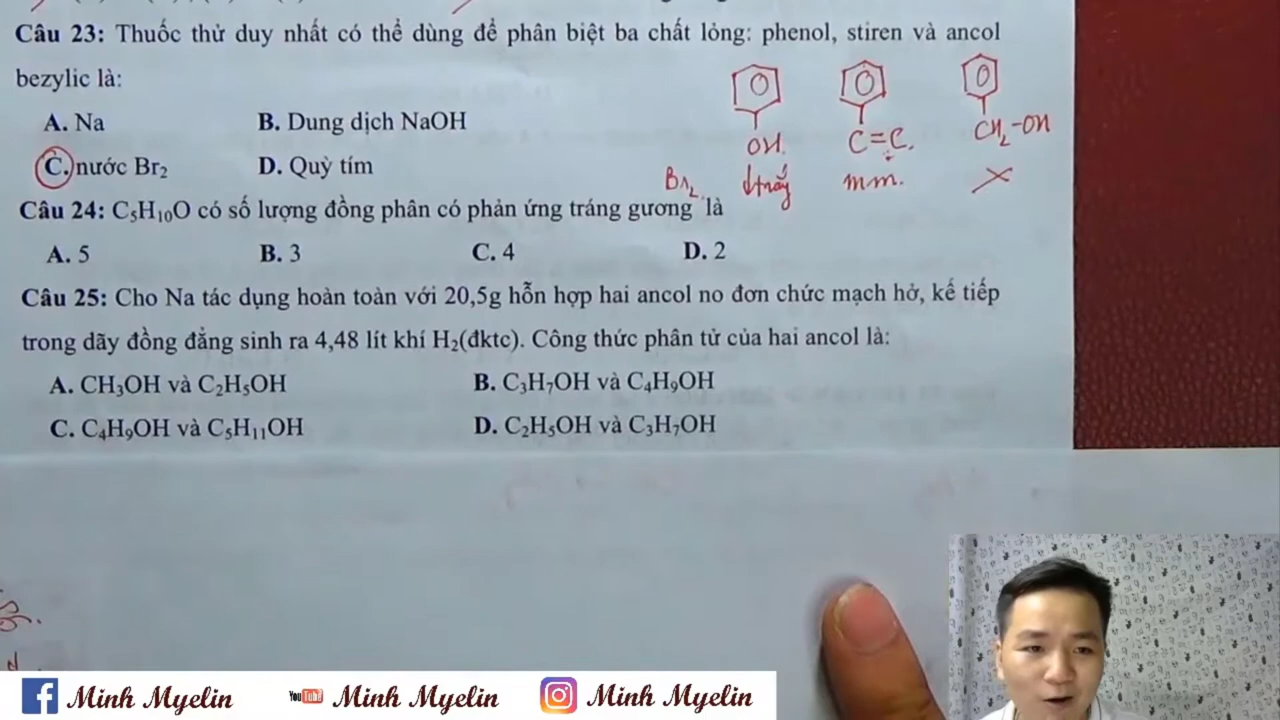 Câu 23: Thuốc thử duy nhất có thể dùng để phân biệt ba chất lỏng: phenol, stiren và ancol
bezylic là:
A. Na
B. Dung dịch NaOH
C. nước Br₂
D. Quỳ tím
OH.
C=C.
CH₂-OH
Br₂
↓trắg
m.m.
Câu 24: C₅H₁₀O có số lượng đồng phân có phản ứng tráng gương là
A. 5
B. 3
C. 4
D. 2
Câu 25: Cho Na tác dụng hoàn toàn với 20,5g hỗn hợp hai ancol no đơn chức mạch hở, kế tiếp
trong dãy đồng đẳng sinh ra 4,48 lít khí H₂(đktc). Công thức phân tử của hai ancol là:
A. CH₃OH và C₂H₅OH
B. C₃H₇OH và C₄H₉OH
C. C₄H₉OH và C₅H₁₁OH
D. C₂H₅OH và C₃H₇OH
f Minh Myelin
YouTube Minh Myelin
Minh Myelin